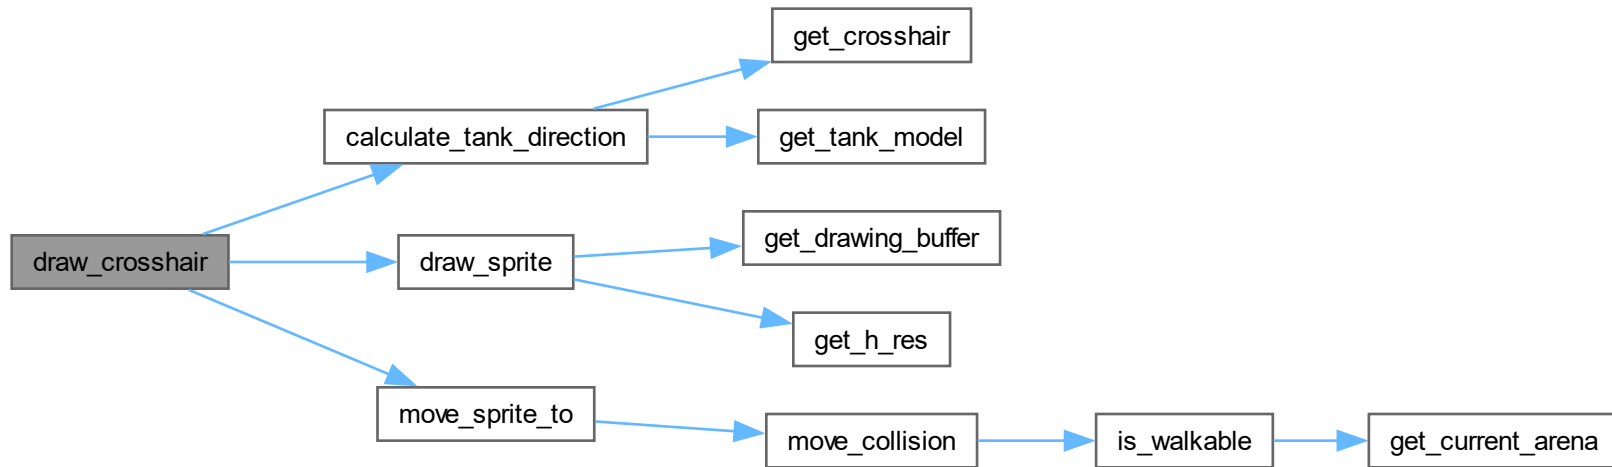 get_crosshair
calculate_tank_direction
get_tank_model
draw_crosshair
draw_sprite
get_drawing_buffer
get_h_res
move_sprite_to
move_collision
is_walkable
get_current_arena